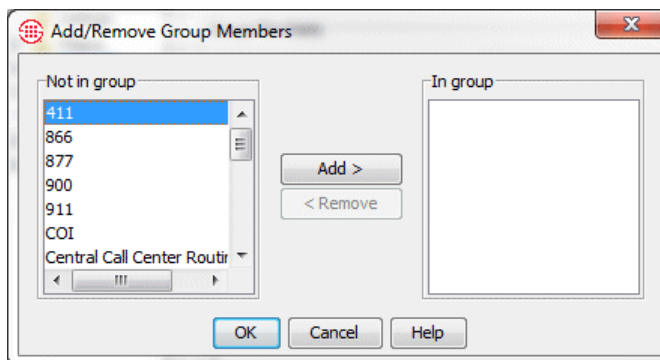 Add/Remove Group Members
Not in group
411
866
877
900
911
COI
Central Call Center Routir
Add >
< Remove
In group
OK
Cancel
Help